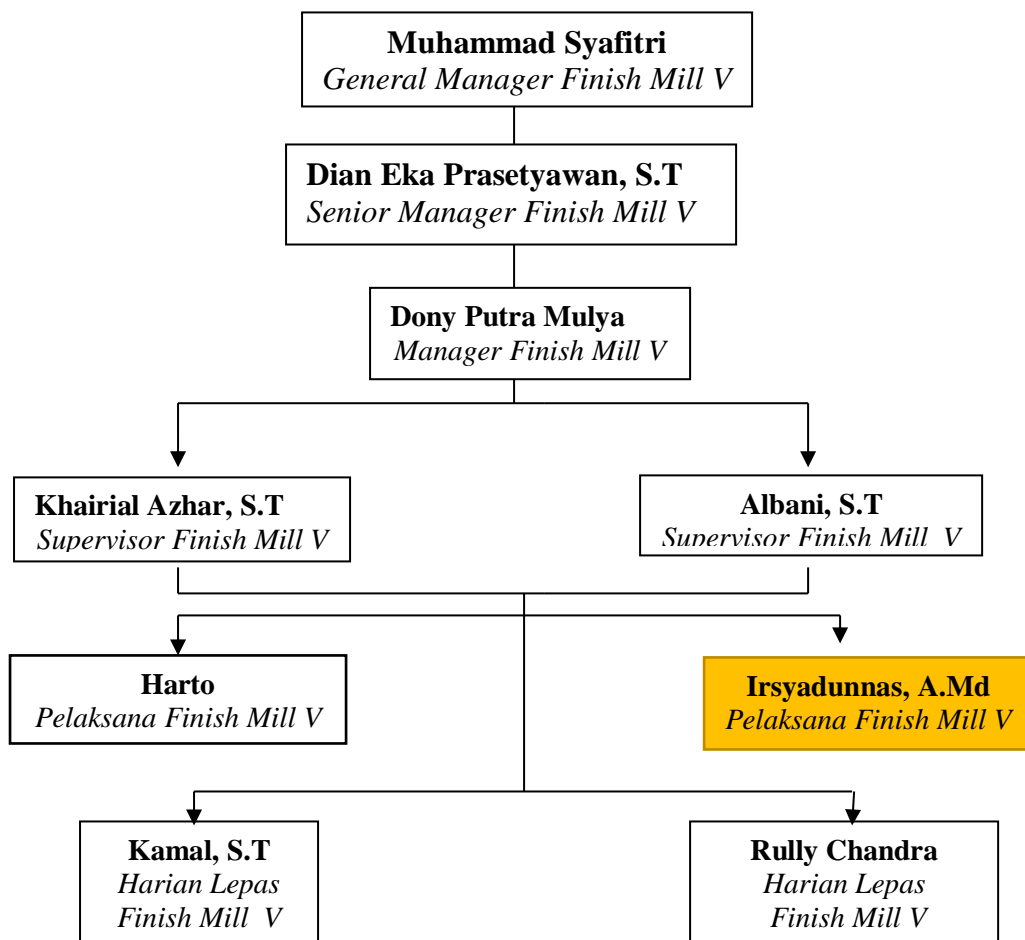 Muhammad Syafitri
General Manager Finish Mill V
Dian Eka Prasetyawan, S.T
Senior Manager Finish Mill V
Dony Putra Mulya
Manager Finish Mill V
Khairial Azhar, S.T
Supervisor Finish Mill V
Albani, S.T
Supervisor Finish Mill V
Harto
Pelaksana Finish Mill V
Irsyadunnas, A.Md
Pelaksana Finish Mill V
Kamal, S.T
Harian Lepas
Finish Mill V
Rully Chandra
Harian Lepas
Finish Mill V